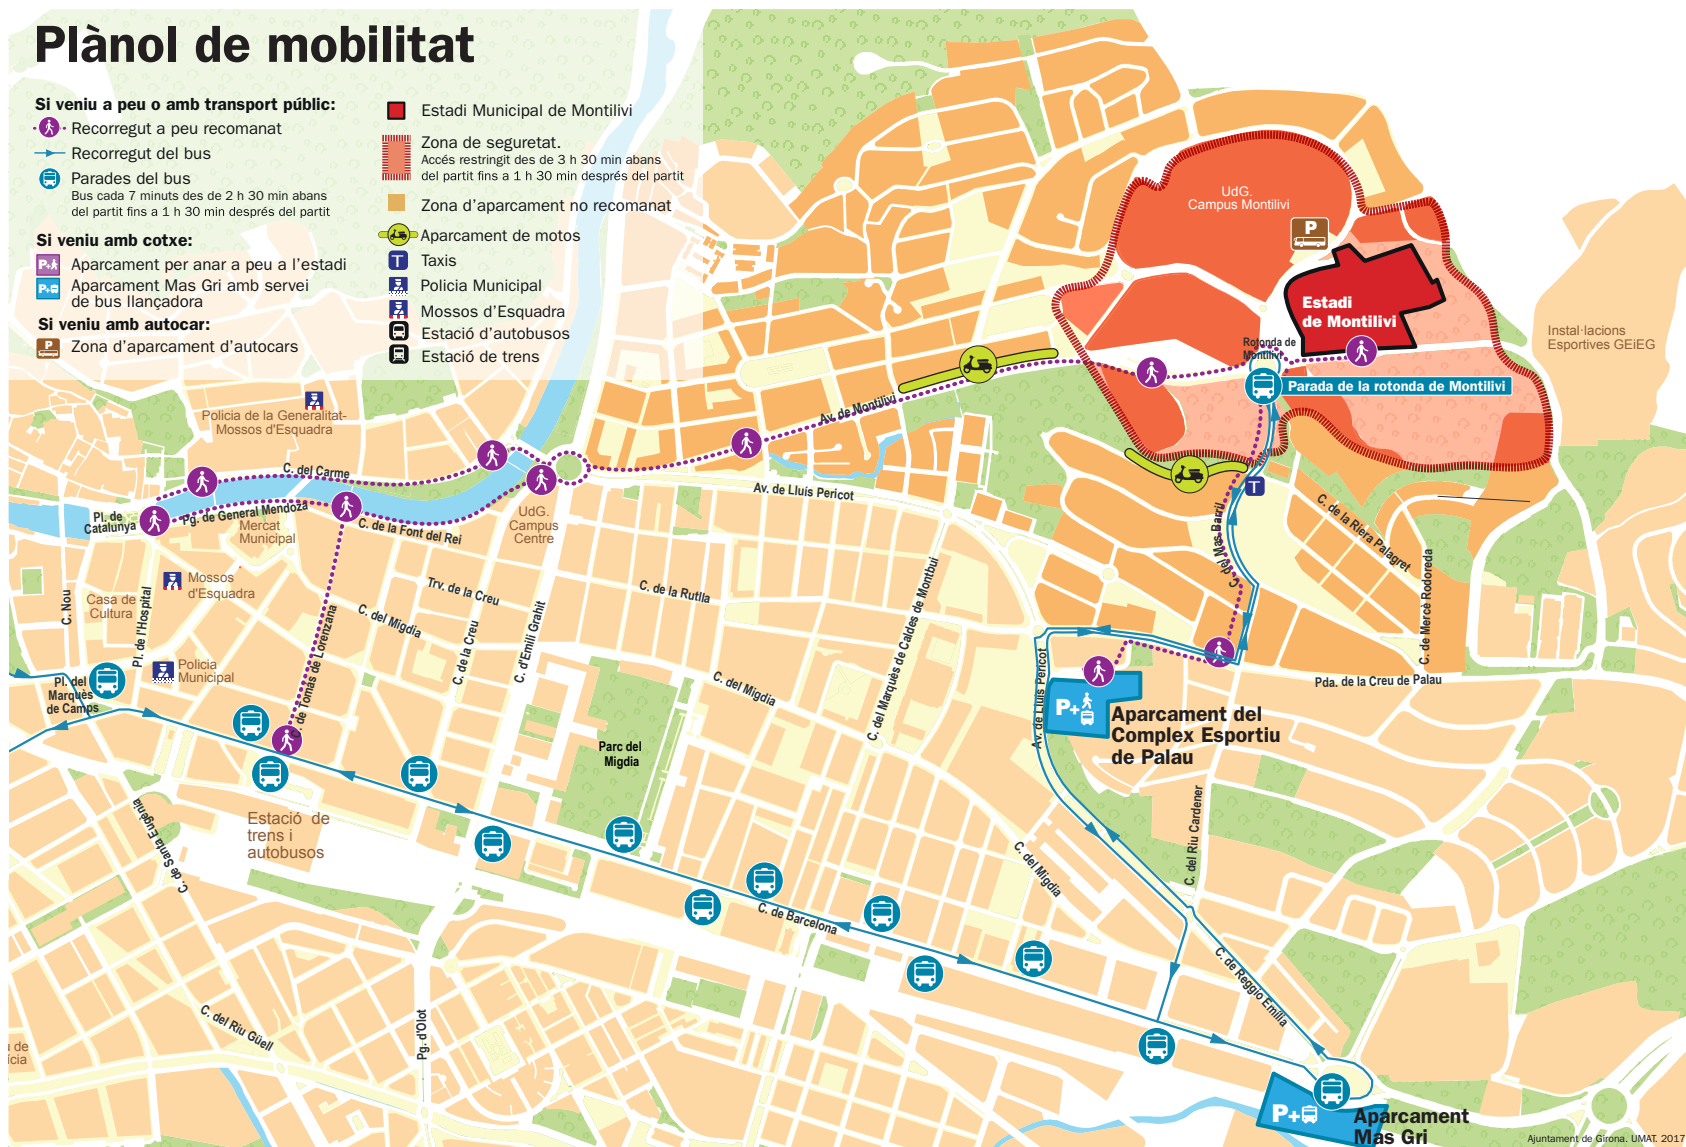 Plànol de mobilitat
Si veniu a peu o amb transport públic:
Recorregut a peu recomanat
Recorregut del bus
Parades del bus
Bus cada 7 minuts des de 2 h 30 min abans
del partit fins a 1 h 30 min després del partit
Si veniu amb cotxe:
P
Aparcament per anar a peu a l'estadi
P+
Aparcament Mas Gri amb servei
de bus llançadora
Si veniu amb autocar:
P
Zona d'aparcament d'autocars
Estadi Municipal de Montilivi
Zona de seguretat.
Accés restringit des de 3 h 30 min abans
del partit fins a 1 h 30 min després del partit
Zona d'aparcament no recomanat
Aparcament de motos
T
Taxis
Policia Municipal
Mossos d'Esquadra
Estació d'autobusos
Estació de trens
UdG.
Campus Montilivi
P
Estadi
de Montilivi
Instal·lacions
Esportives GEiEG
Rotonda de
Montilivi
Parada de la rotonda de Montilivi
Policia de la Generalitat-
Mossos d'Esquadra
Av. de Montilivi
C. del Carme
Pl. de
Catalunya
Pg. de General Mendoza
Mercat
Municipal
C. de la Font del Rei
UdG.
Campus
Centre
Av. de Lluís Pericot
T
C. del Mas Barril
C. de la Riera Palagret
C. de Mercè Rodoreda
Mossos
d'Esquadra
Casa de
Cultura
C. Nou
Pl. de l'Hospital
Policia
Municipal
C. de Tomàs de Lorenzana
C. del Migdia
Trv. de la Creu
C. de la Creu
C. d'Emili Grahit
C. de la Rutlla
C. del Marquès de Caldes de Montbui
C. del Migdia
Pl. del
Marquès
de Camps
Av. de Lluís Pericot
P+
Aparcament del
Complex Esportiu
de Palau
Pda. de la Creu de Palau
Parc del
Migdia
Estació de
trens i
autobusos
C. de Santa Eugènia
C. del Migdia
C. del Riu Cardener
C. de Barcelona
C. de Reggio Emília
C. del Riu Güell
Pg. d'Olot
u de
ícia
P+
Aparcament
Mas Gri
Ajuntament de Girona. UMAT. 2017